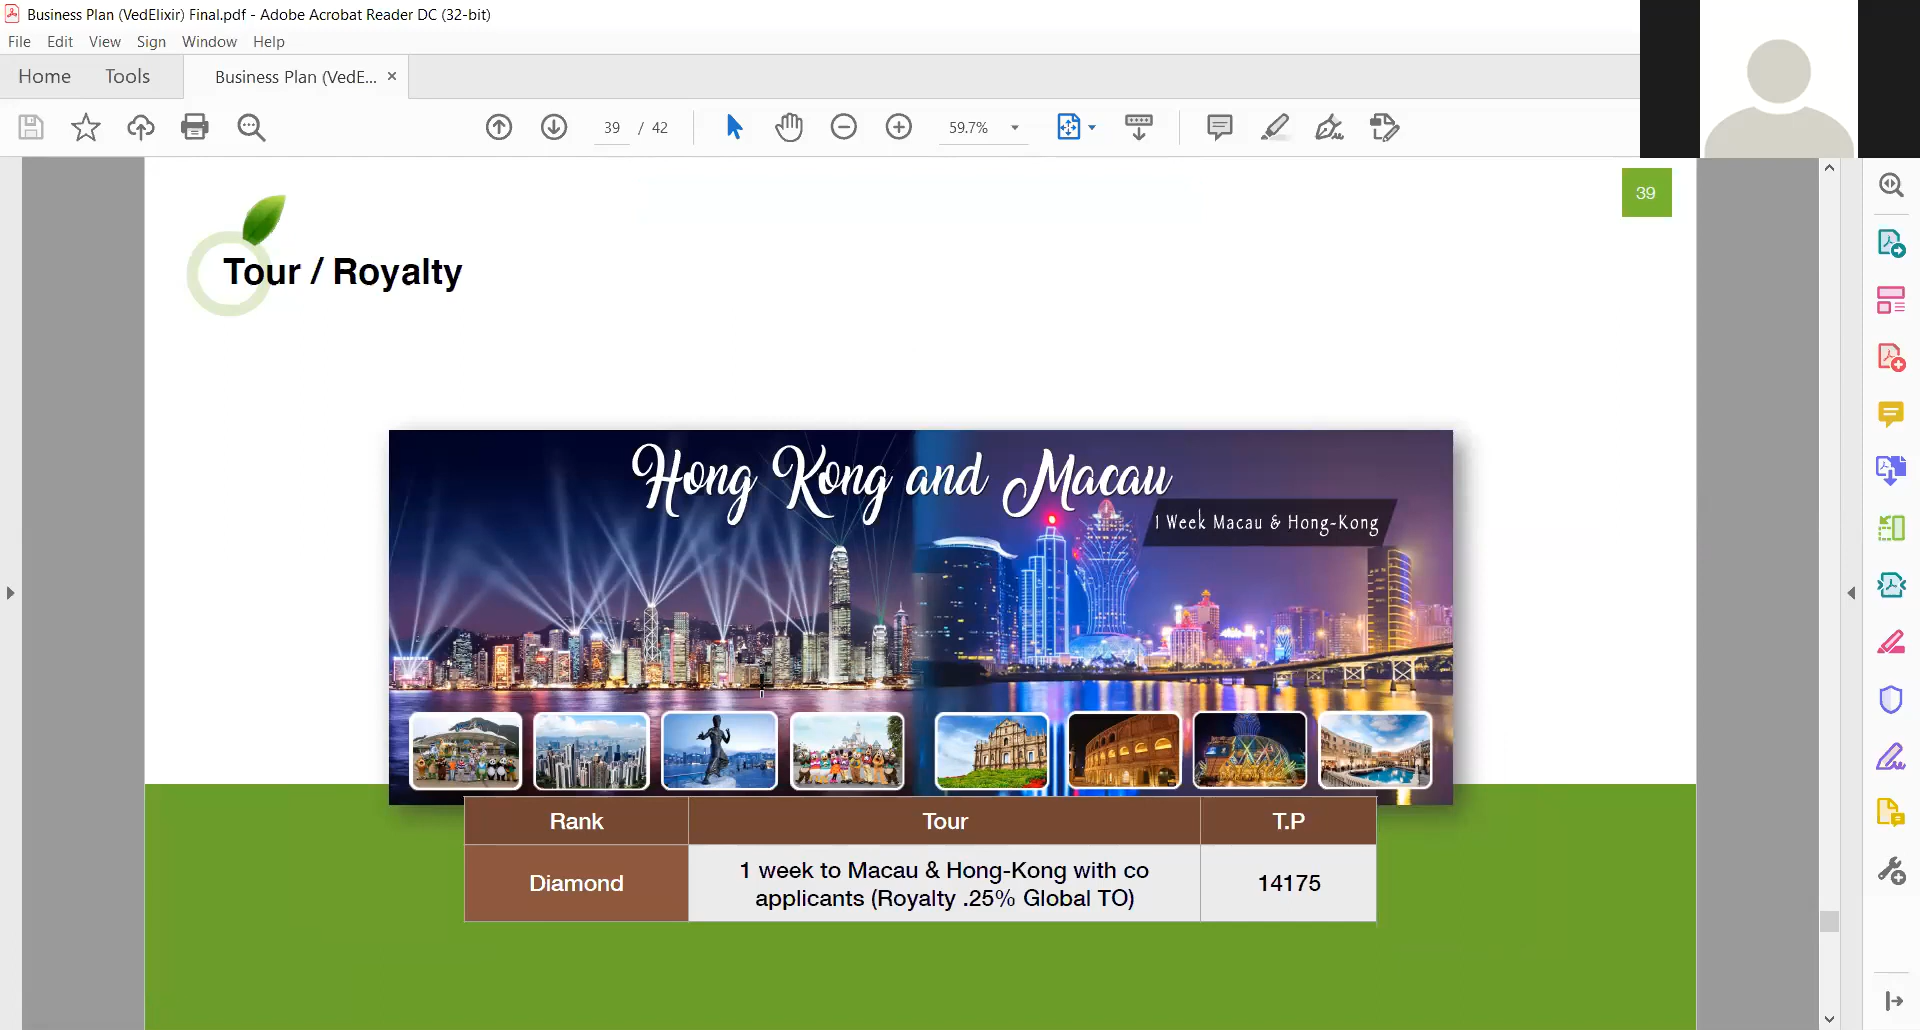 Business Plan (VedElixir) Final.pdf - Adobe Acrobat Reader DC (32-bit)
File Edit View Sign Window Help
Home Tools Business Plan (VedE... ×
39 / 42 59.7%
39
Tour / Royalty
Hong Kong and Macau
1 Week Macau & Hong-Kong
Rank Tour T.P
Diamond 1 week to Macau & Hong-Kong with co 14175
applicants (Royalty .25% Global TO)